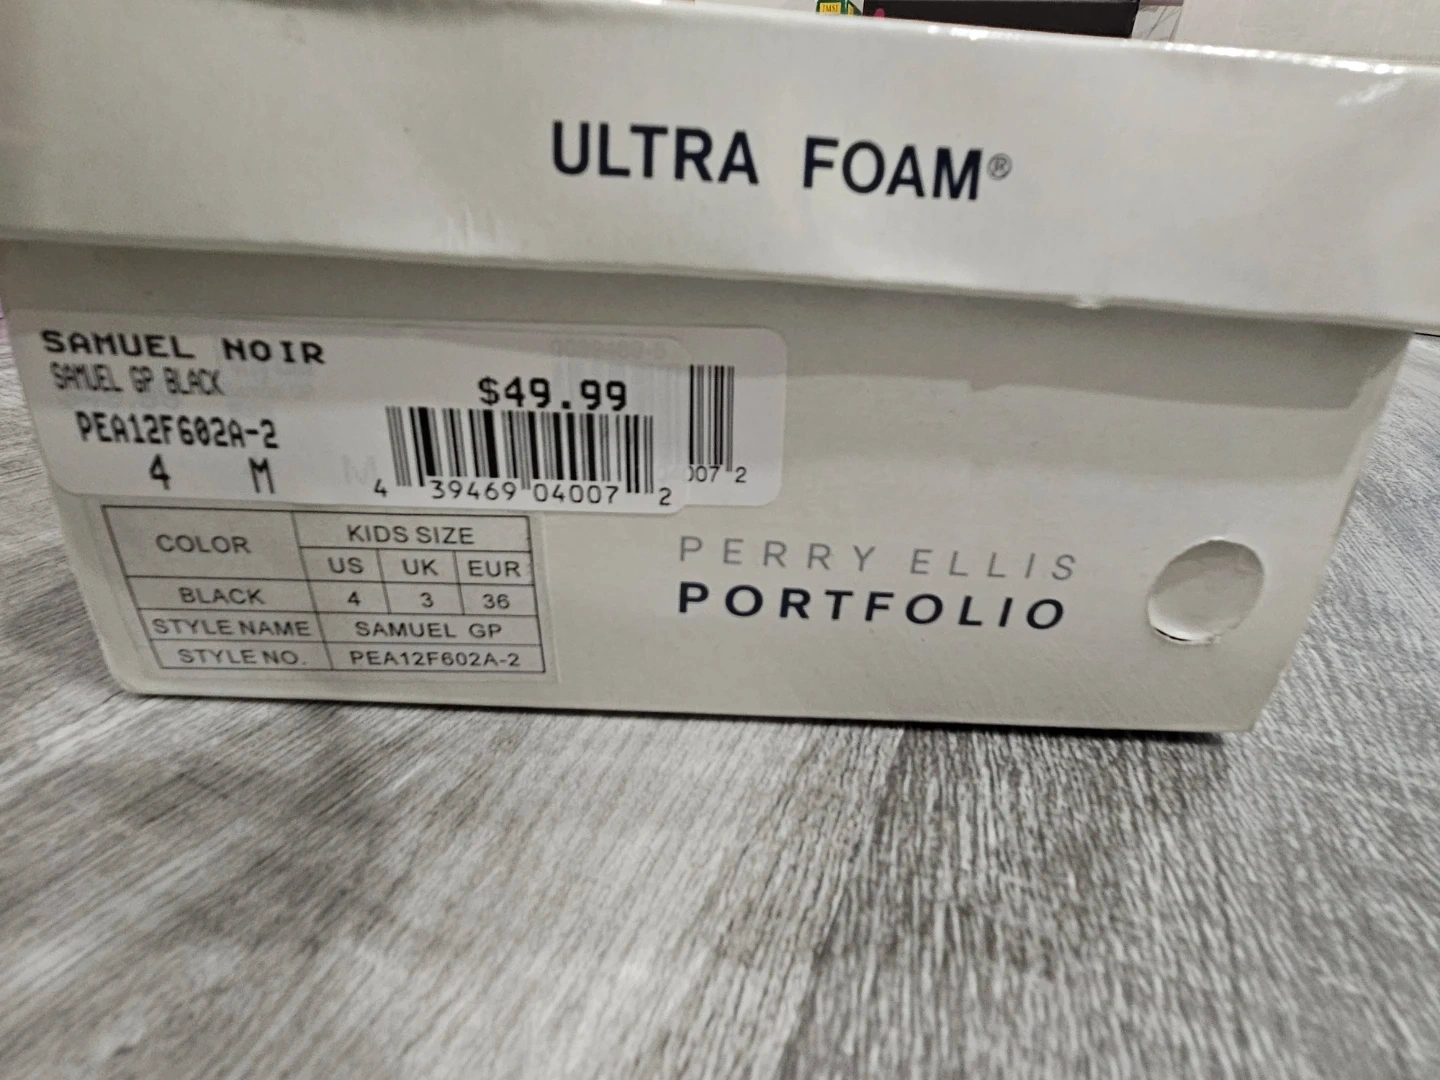 ULTRA FOAM®
SAMUEL NOIR
SAMUEL GP BLACK
$49.99
PEA12F602A-2
4 M
4 39469 04007 2
007 2
COLOR KIDS SIZE
US UK EUR
BLACK 4 3 36
STYLE NAME SAMUEL GP
STYLE NO. PEA12F602A-2
PERRY ELLIS
PORTFOLIO